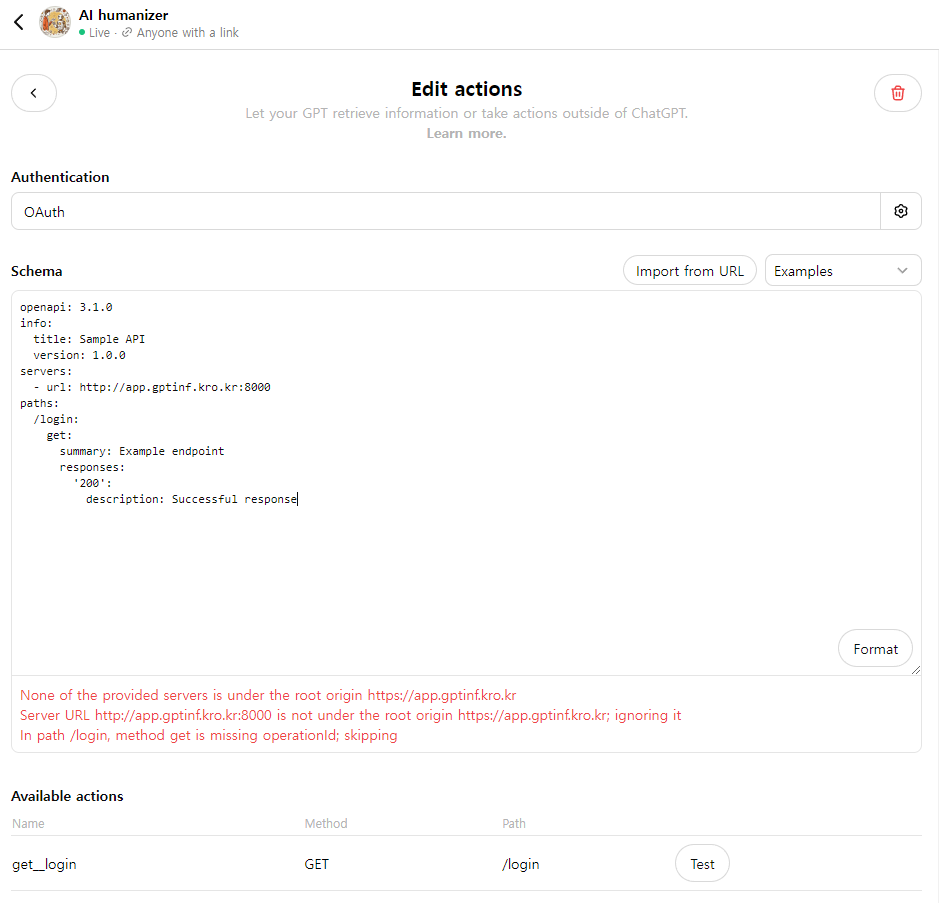 AI humanizer
Live · Anyone with a link
Edit actions
Let your GPT retrieve information or take actions outside of ChatGPT.
Learn more.
Authentication
OAuth
Schema
Import from URL
Examples
openapi: 3.1.0
info:
  title: Sample API
  version: 1.0.0
servers:
  - url: http://app.gptinf.kro.kr:8000
paths:
  /login:
    get:
      summary: Example endpoint
      responses:
        '200':
          description: Successful response
Format
None of the provided servers is under the root origin https://app.gptinf.kro.kr
Server URL http://app.gptinf.kro.kr:8000 is not under the root origin https://app.gptinf.kro.kr; ignoring it
In path /login, method get is missing operationId; skipping
Available actions
Name Method Path
get__login GET /login Test